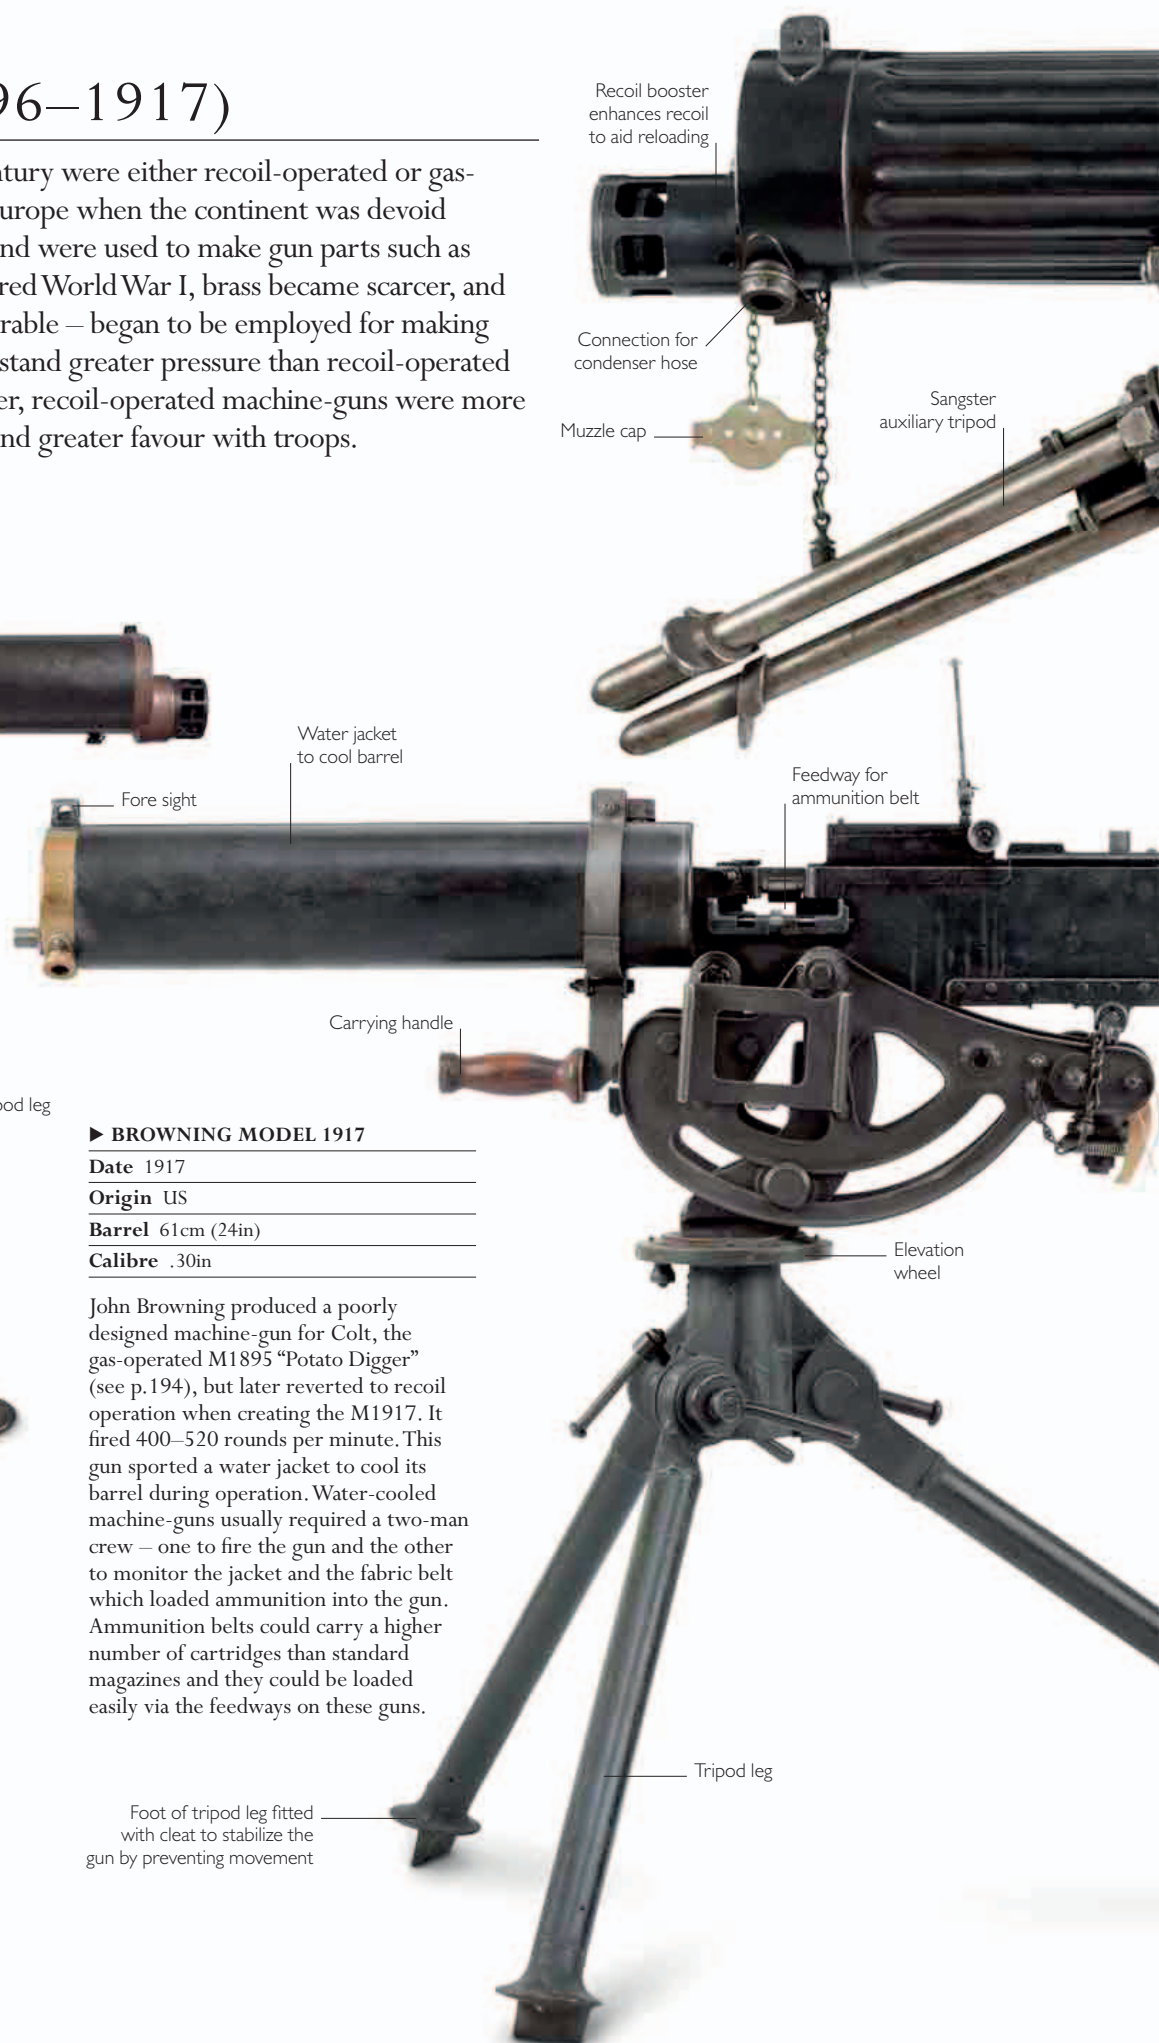 96–1917)
ntury were either recoil-operated or gas-
urope when the continent was devoid
nd were used to make gun parts such as
red World War I, brass became scarcer, and
rable – began to be employed for making
stand greater pressure than recoil-operated
er, recoil-operated machine-guns were more
nd greater favour with troops.
Recoil booster
enhances recoil
to aid reloading
Connection for
condenser hose
Muzzle cap
Sangster
auxiliary tripod
Water jacket
to cool barrel
Fore sight
Feedway for
ammunition belt
Carrying handle
pod leg
▶ BROWNING MODEL 1917
Date 1917
Origin US
Barrel 61cm (24in)
Calibre .30in
John Browning produced a poorly
designed machine-gun for Colt, the
gas-operated M1895 “Potato Digger”
(see p.194), but later reverted to recoil
operation when creating the M1917. It
fired 400–520 rounds per minute. This
gun sported a water jacket to cool its
barrel during operation. Water-cooled
machine-guns usually required a two-man
crew – one to fire the gun and the other
to monitor the jacket and the fabric belt
which loaded ammunition into the gun.
Ammunition belts could carry a higher
number of cartridges than standard
magazines and they could be loaded
easily via the feedways on these guns.
Elevation
wheel
Tripod leg
Foot of tripod leg fitted
with cleat to stabilize the
gun by preventing movement